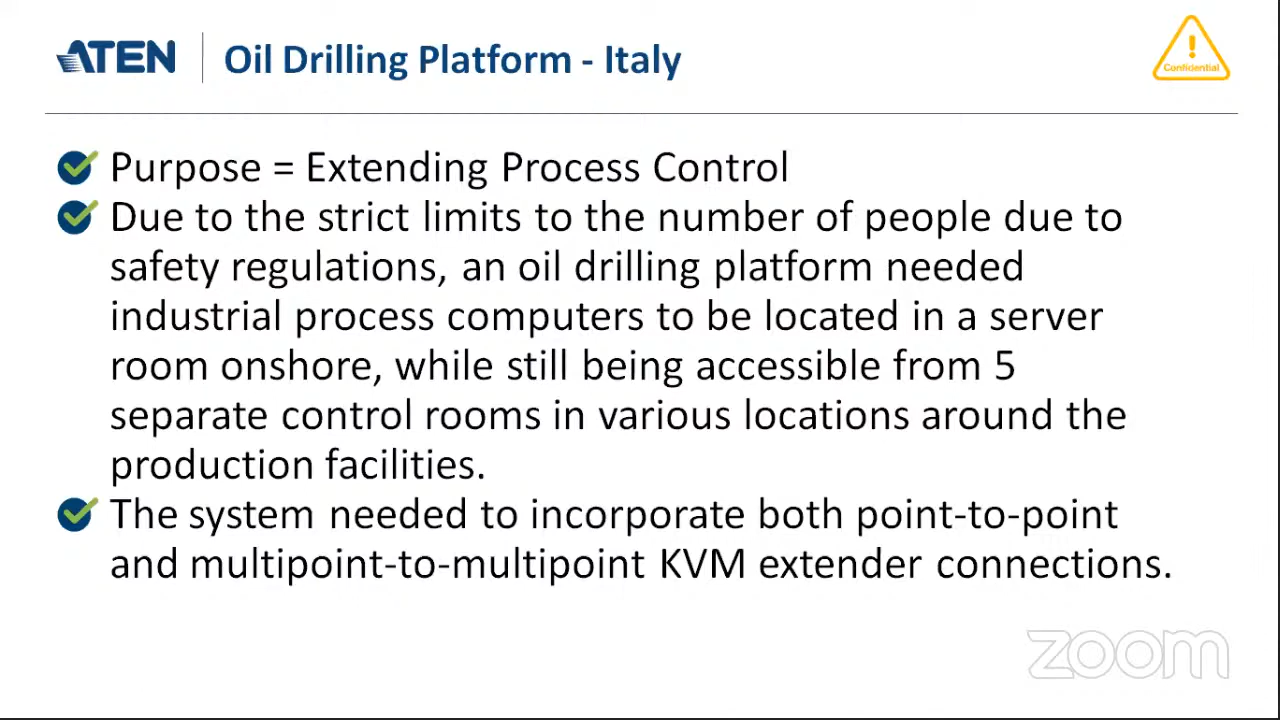 ATEN
Oil Drilling Platform - Italy
Confidential
Purpose = Extending Process Control
Due to the strict limits to the number of people due to
safety regulations, an oil drilling platform needed
industrial process computers to be located in a server
room onshore, while still being accessible from 5
separate control rooms in various locations around the
production facilities.
The system needed to incorporate both point-to-point
and multipoint-to-multipoint KVM extender connections.
zoom